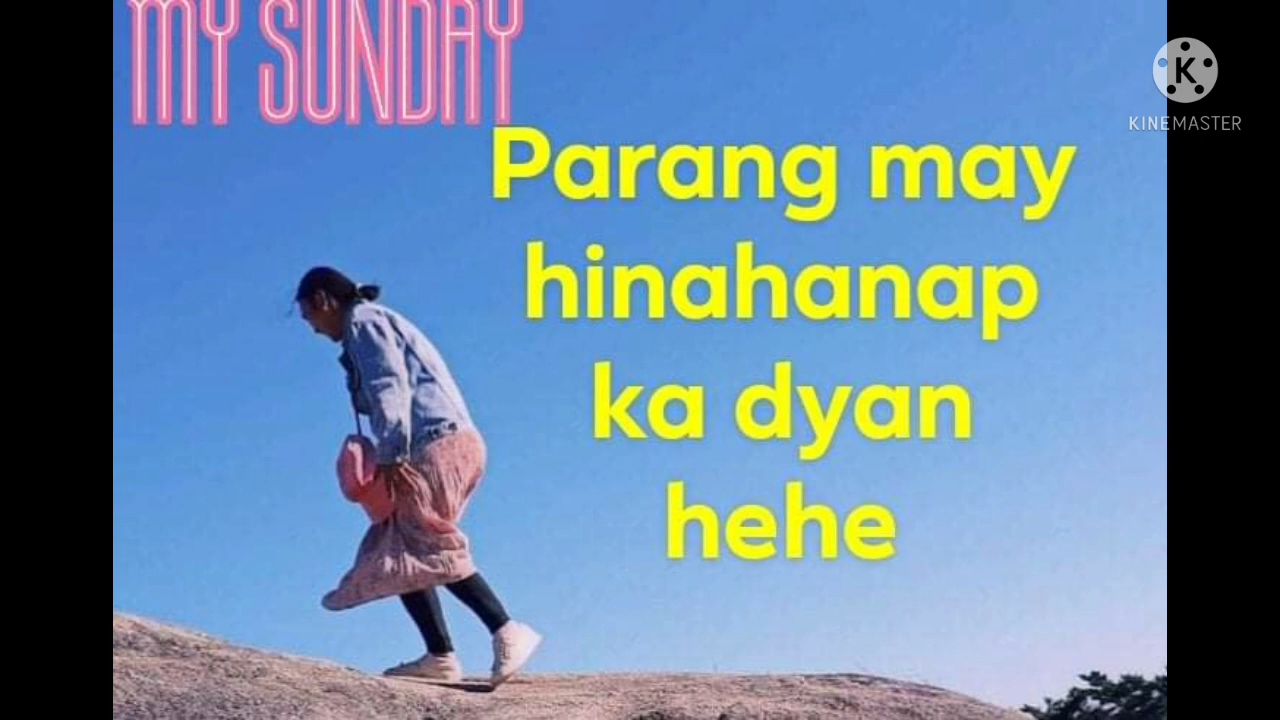 MY SUNDAY
K
KINEMASTER
Parang may
hinahanap
ka dyan
hehe